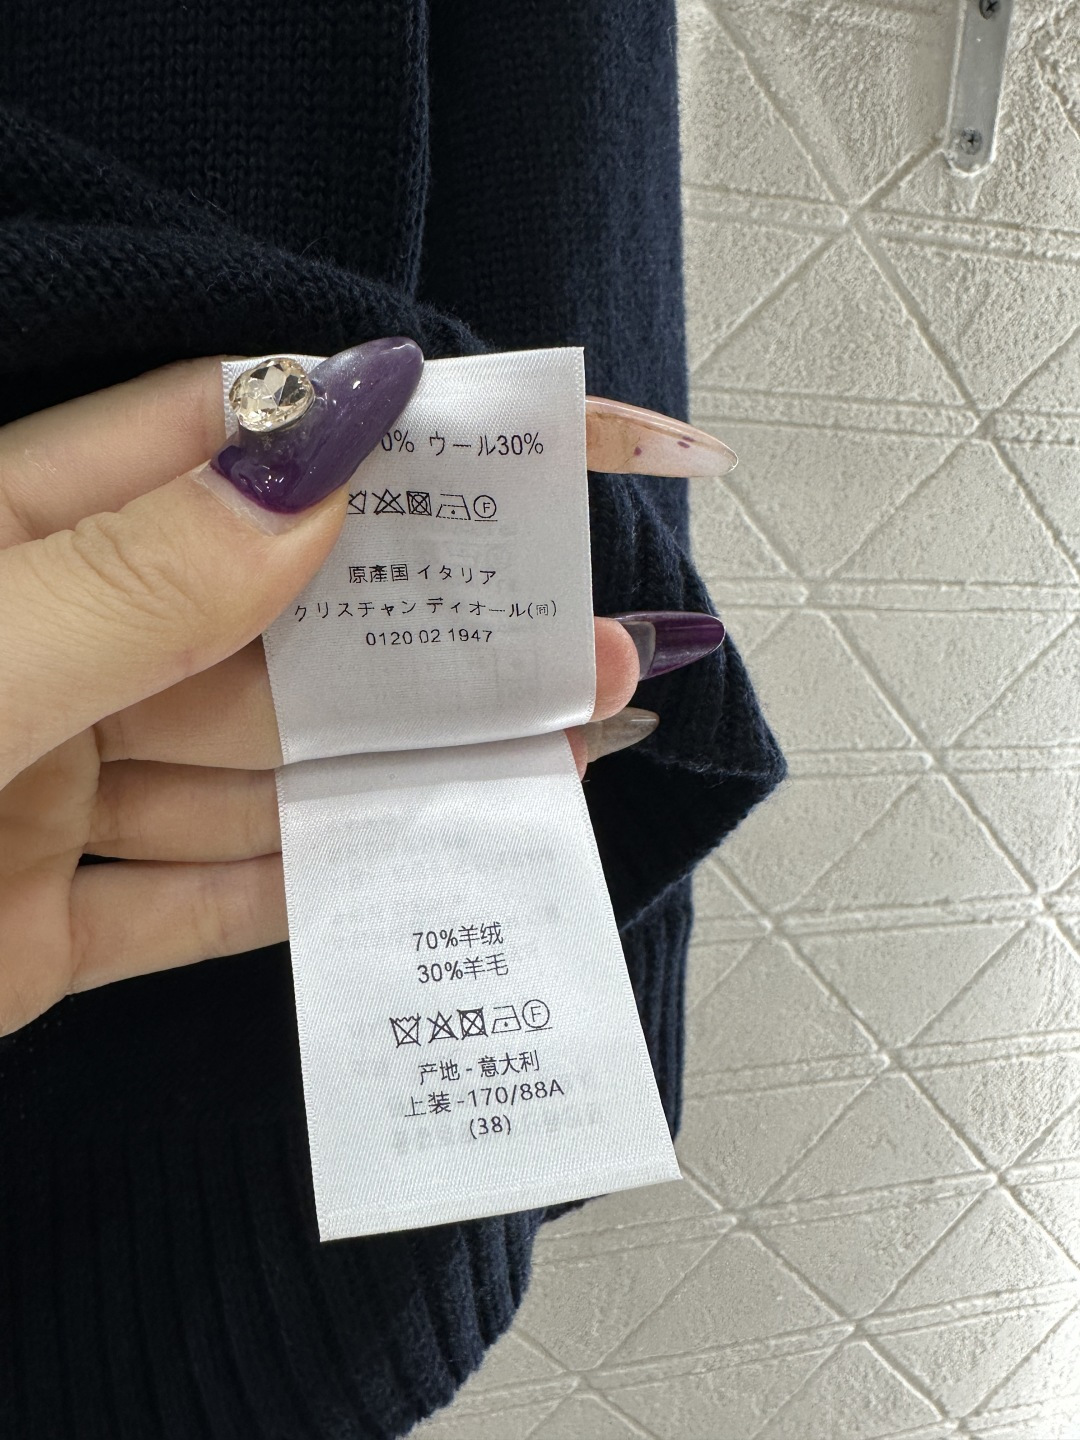 0% ウール30%
原産国 イタリア
クリスチャン ディオール(同)
0120 02 1947
70%羊绒
30%羊毛
产地 - 意大利
上装 -170/88A
(38)